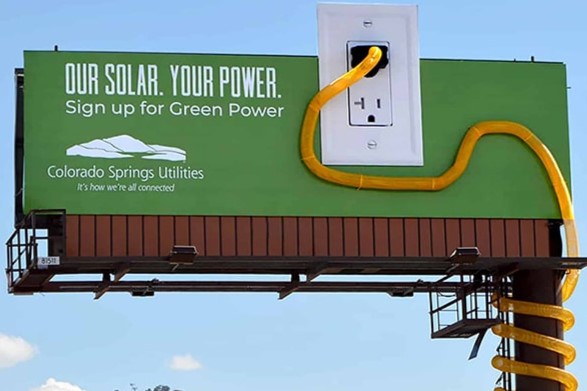 OUR SOLAR. YOUR POWER.
Sign up for Green Power
Colorado Springs Utilities
It's how we're all connected